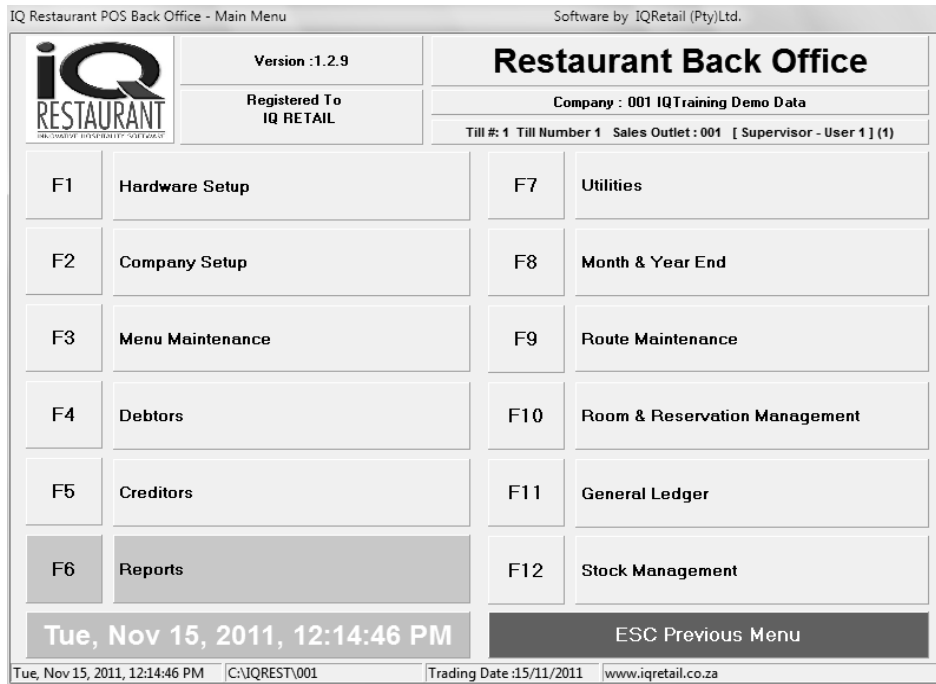 IQ Restaurant POS Back Office - Main Menu
Software by IQRetail (Pty)Ltd.
iQ
RESTAURANT
INNOVATIVE HOSPITALITY SOFTWARE
Version :1.2.9
Registered To
IQ RETAIL
Restaurant Back Office
Company : 001 IQTraining Demo Data
Till #: 1 Till Number 1 Sales Outlet : 001 [ Supervisor - User 1 ] (1)
F1 Hardware Setup
F2 Company Setup
F3 Menu Maintenance
F4 Debtors
F5 Creditors
F6 Reports
F7 Utilities
F8 Month & Year End
F9 Route Maintenance
F10 Room & Reservation Management
F11 General Ledger
F12 Stock Management
Tue, Nov 15, 2011, 12:14:46 PM
ESC Previous Menu
Tue, Nov 15, 2011, 12:14:46 PM C:\IQREST\001 Trading Date :15/11/2011 www.iqretail.co.za